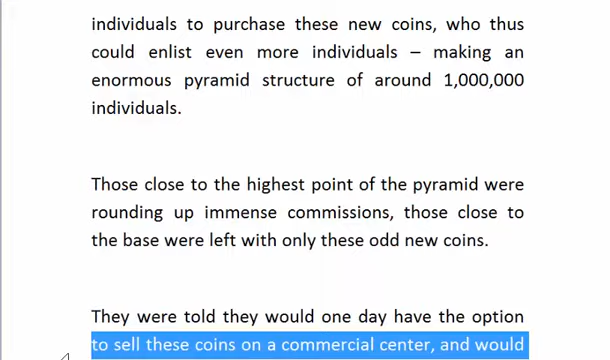 individuals to purchase these new coins, who thus
could enlist even more individuals – making an
enormous pyramid structure of around 1,000,000
individuals.
Those close to the highest point of the pyramid were
rounding up immense commissions, those close to
the base were left with only these odd new coins.
They were told they would one day have the option
to sell these coins on a commercial center, and would